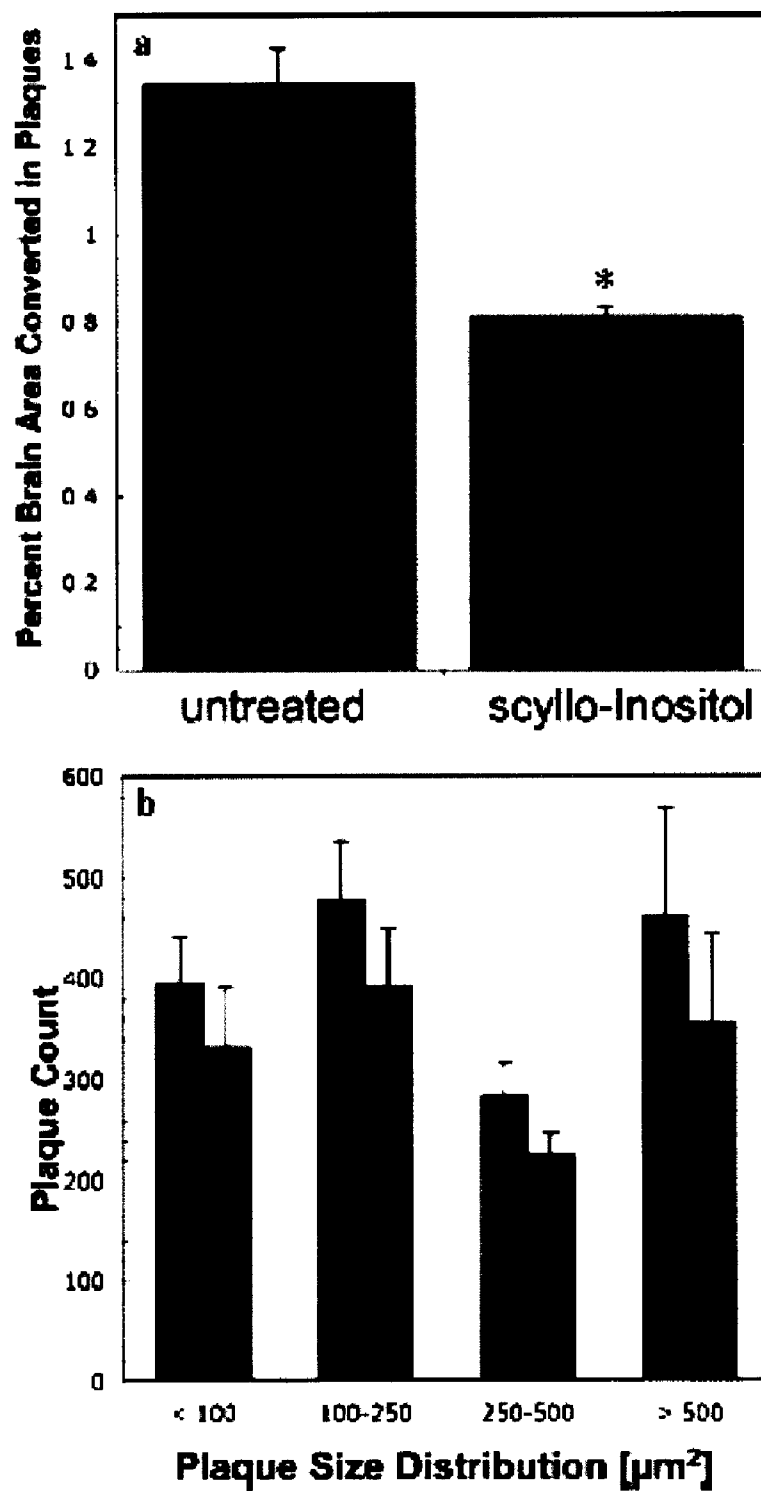 a
Percent Brain Area Converted in Plaques
1 4
1 2
1
0 8
0 6
0 4
0 2
0
*
untreated scyllo-Inositol
b
Plaque Count
600
500
400
300
200
100
0
< 100 100-250 250-500 > 500
Plaque Size Distribution [µm²]